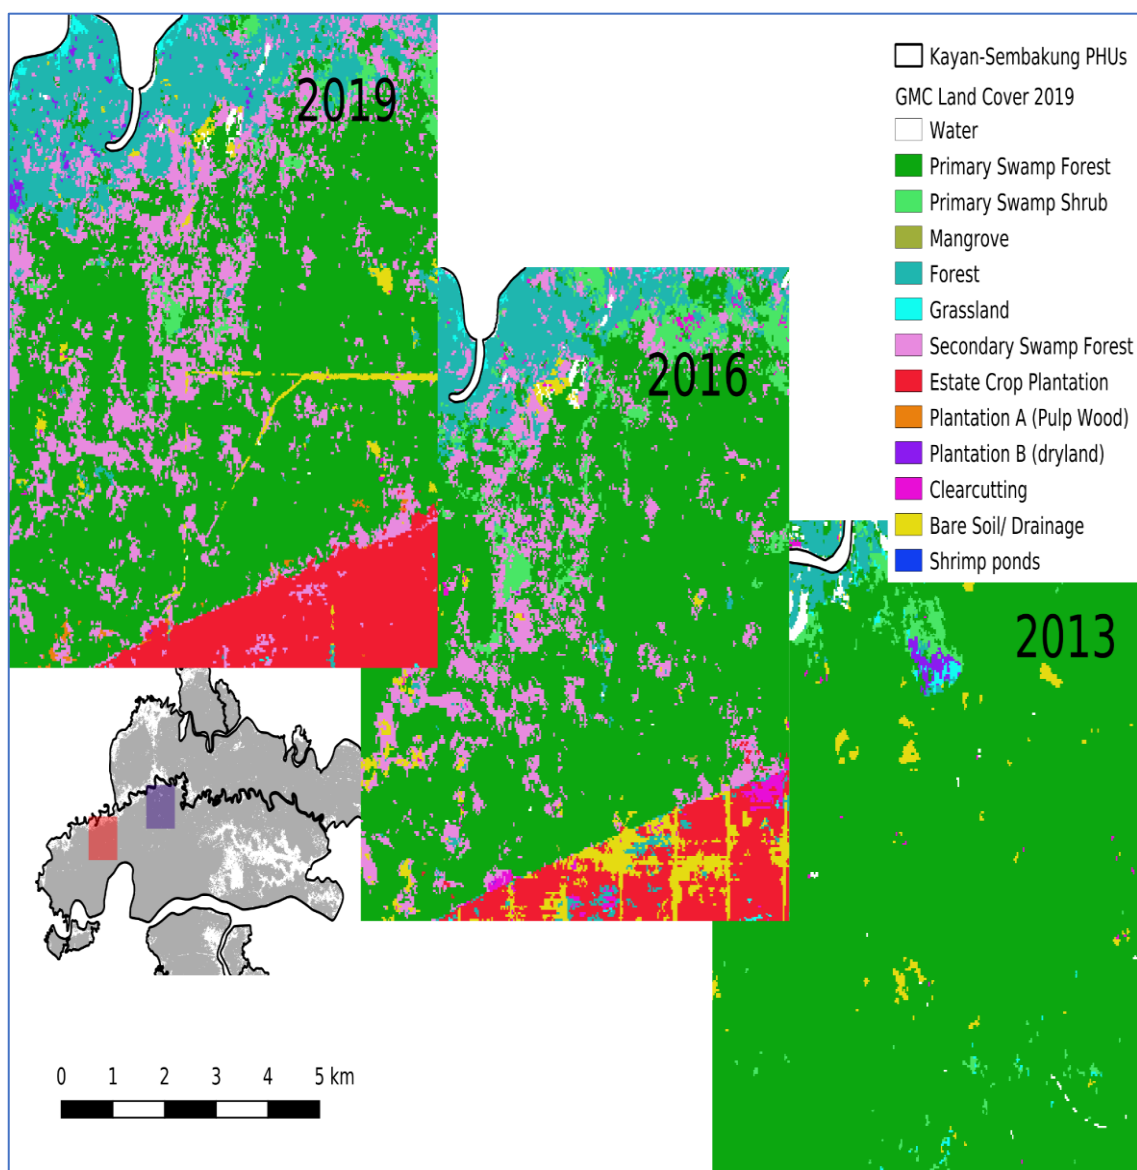 2019
Kayan-Sembakung PHUs
GMC Land Cover 2019
Water
Primary Swamp Forest
Primary Swamp Shrub
Mangrove
Forest
Grassland
Secondary Swamp Forest
Estate Crop Plantation
Plantation A (Pulp Wood)
Plantation B (dryland)
Clearcutting
Bare Soil/ Drainage
Shrimp ponds
2016
2013
0 1 2 3 4 5 km